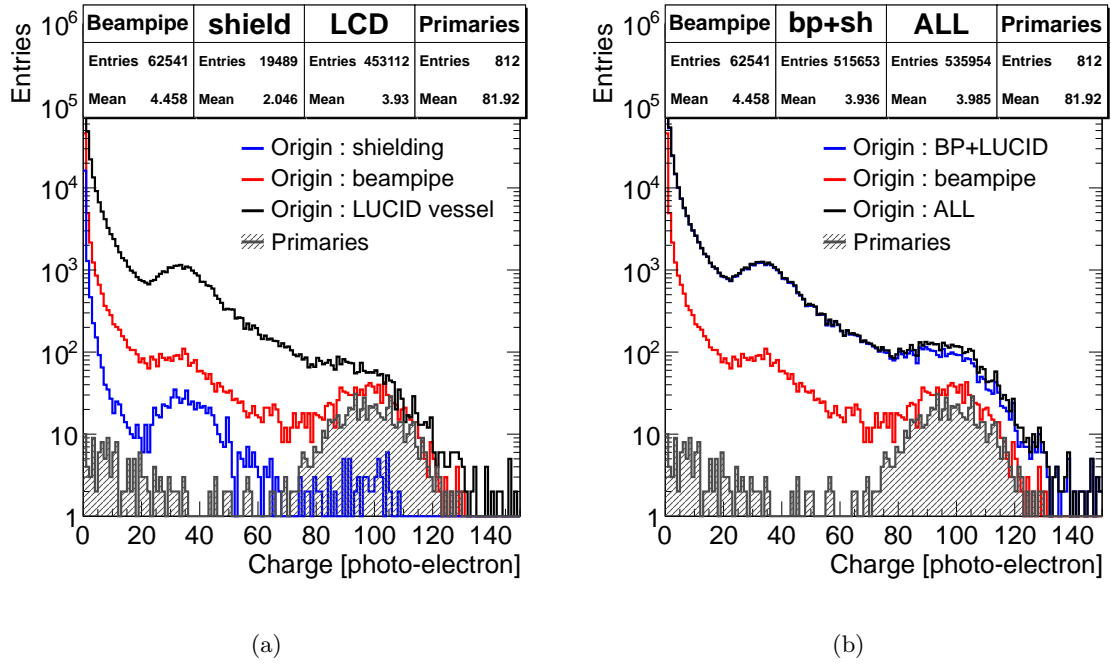 Beampipe shield LCD Primaries
Entries 62541 Entries 19489 Entries 453112 Entries 812
Mean 4.458 Mean 2.046 Mean 3.93 Mean 81.92
Entries
10^6
10^5
10^4
10^3
10^2
10
1
Origin : shielding
Origin : beampipe
Origin : LUCID vessel
Primaries
0 20 40 60 80 100 120 140
Charge [photo-electron]
(a)
Beampipe bp+sh ALL Primaries
Entries 62541 Entries 515653 Entries 535954 Entries 812
Mean 4.458 Mean 3.936 Mean 3.985 Mean 81.92
Entries
10^6
10^5
10^4
10^3
10^2
10
1
Origin : BP+LUCID
Origin : beampipe
Origin : ALL
Primaries
0 20 40 60 80 100 120 140
Charge [photo-electron]
(b)